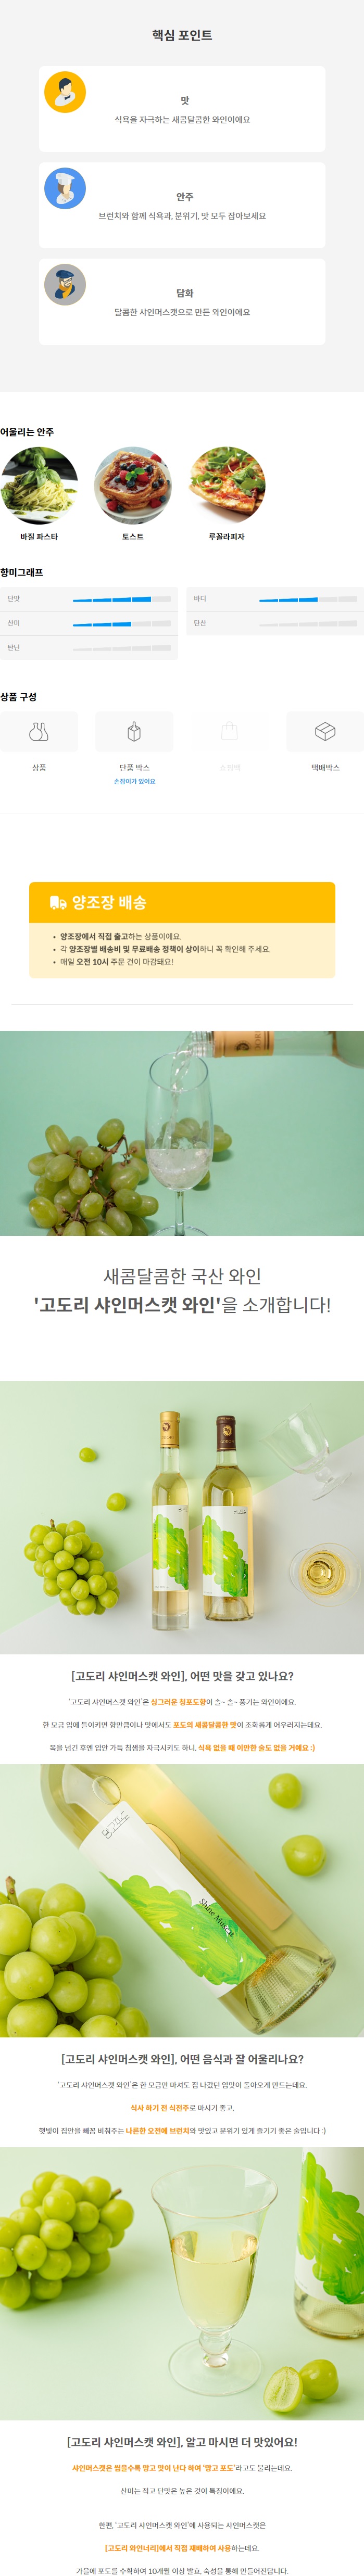 핵심 포인트
맛
식욕을 자극하는 새콤달콤한 와인이에요
안주
브런치와 함께 식욕과, 분위기, 맛 모두 잡아보세요
담화
달콤한 샤인머스캣으로 만든 와인이에요
어울리는 안주
바질 파스타
토스트
루꼴라피자
향미그래프
단맛
바디
산미
탄산
탄닌
상품 구성
상품
단품 박스
쇼핑백
택배박스
손잡이가 있어요
양조장 배송
• 양조장에서 직접 출고하는 상품이에요.
• 각 양조장별 배송비 및 무료배송 정책이 상이하니 꼭 확인해 주세요.
• 매일 오전 10시 주문 건이 마감돼요!
새콤달콤한 국산 와인
'고도리 샤인머스캣 와인'을 소개합니다!
[고도리 샤인머스캣 와인], 어떤 맛을 갖고 있나요?
'고도리 샤인머스캣 와인'은 싱그러운 청포도향이 솔~ 솔~ 풍기는 와인이에요.
한 모금 입에 들이키면 향만큼이나 맛에서도 포도의 새콤달콤한 맛이 조화롭게 어우러지는데요.
목을 넘긴 후엔 입안 가득 침샘을 자극시키도 하니, 식욕 없을 때 이만한 술도 없을 거예요 :)
고도리
Shine Muscat
[고도리 샤인머스캣 와인], 어떤 음식과 잘 어울리나요?
'고도리 샤인머스캣 와인'은 한 모금만 마셔도 집 나갔던 입맛이 돌아오게 만드는데요.
식사 하기 전 식전주로 마시기 좋고,
햇빛이 집안을 빼꼼 비춰주는 나른한 오전에 브런치와 맛있고 분위기 있게 즐기기 좋은 술입니다 :)
[고도리 샤인머스캣 와인], 알고 마시면 더 맛있어요!
샤인머스캣은 씹을수록 망고 맛이 난다 하여 '망고 포도'라고도 불리는데요.
산미는 적고 단맛은 높은 것이 특징이에요.
한편, '고도리 샤인머스캣 와인'에 사용되는 샤인머스캣은
[고도리 와인너리]에서 직접 재배하여 사용하는데요.
가을에 포도를 수확하여 10개월 이상 발효, 숙성을 통해 만들어진답니다.